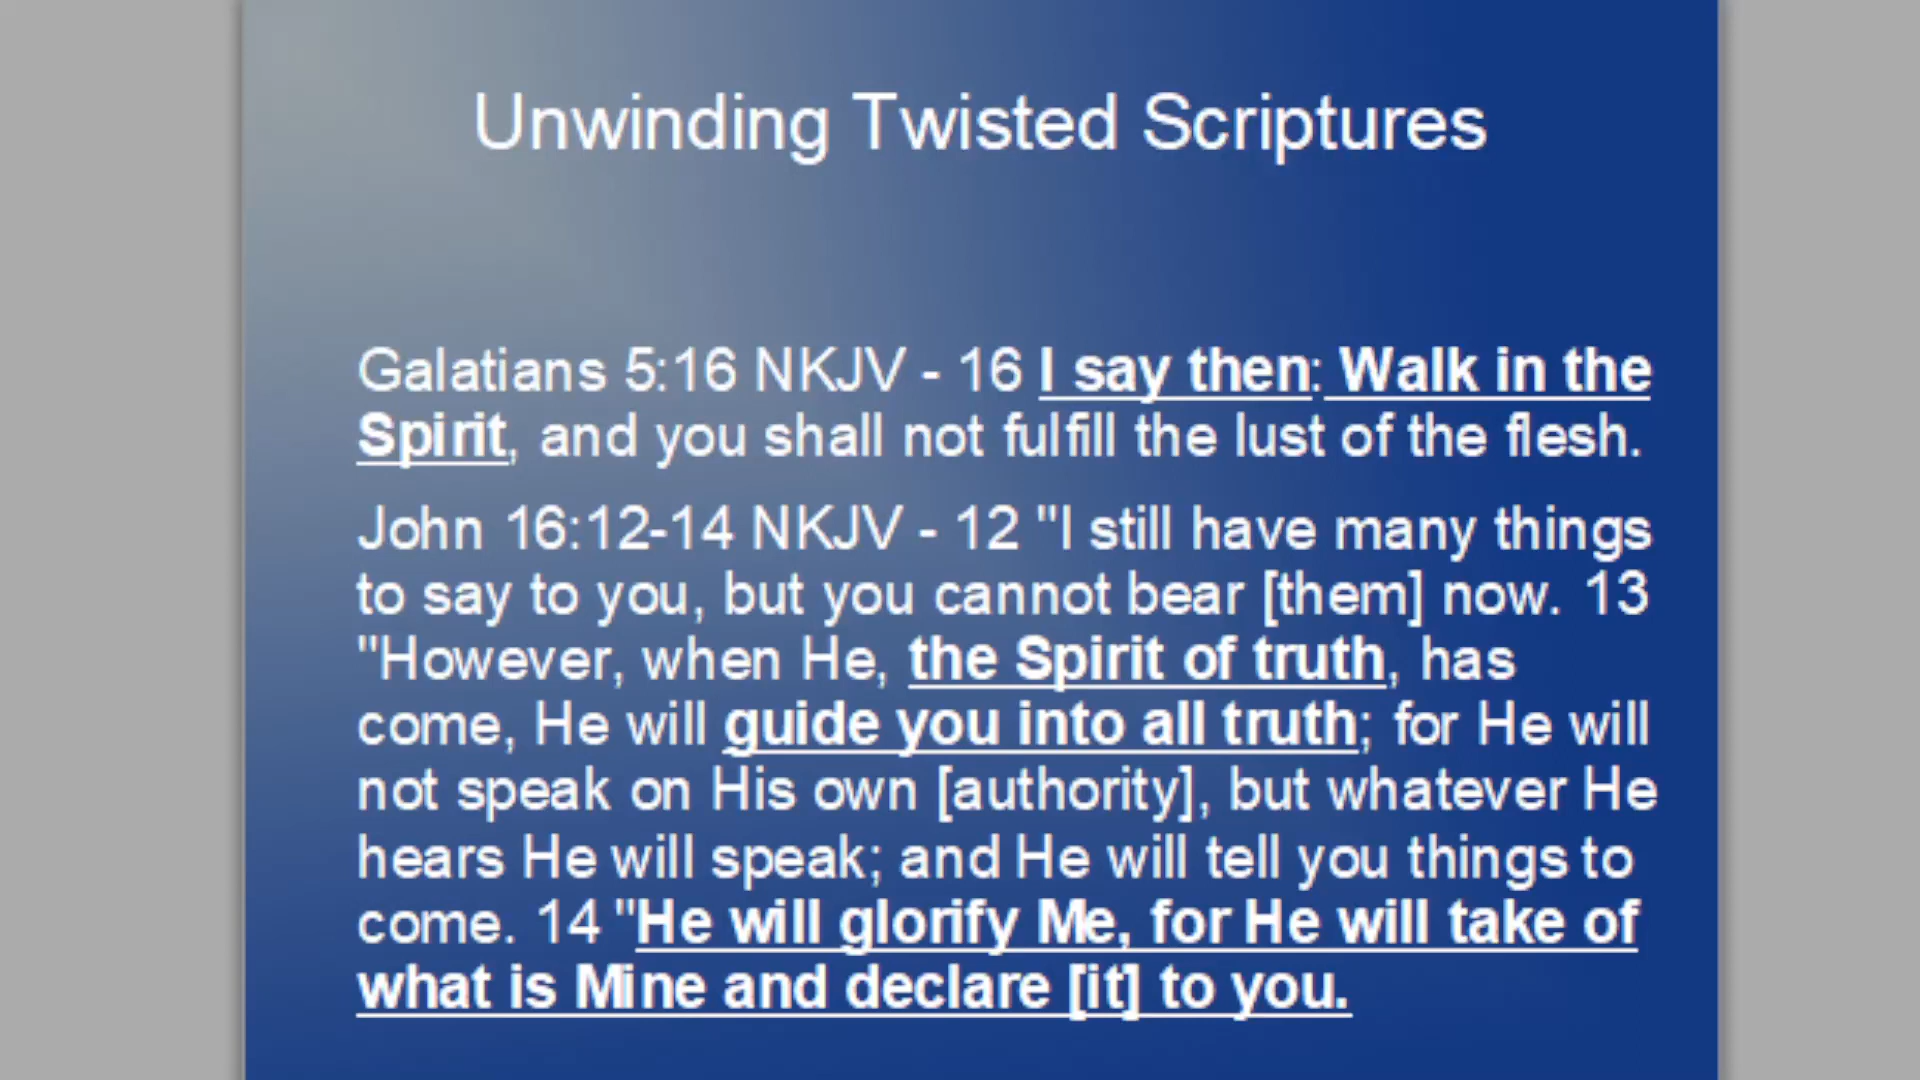 Unwinding Twisted Scriptures
Galatians 5:16 NKJV - 16 I say then: Walk in the
Spirit, and you shall not fulfill the lust of the flesh.
John 16:12-14 NKJV - 12 "I still have many things
to say to you, but you cannot bear [them] now. 13
"However, when He, the Spirit of truth, has
come, He will guide you into all truth; for He will
not speak on His own [authority], but whatever He
hears He will speak; and He will tell you things to
come. 14 "He will glorify Me, for He will take of
what is Mine and declare [it] to you.